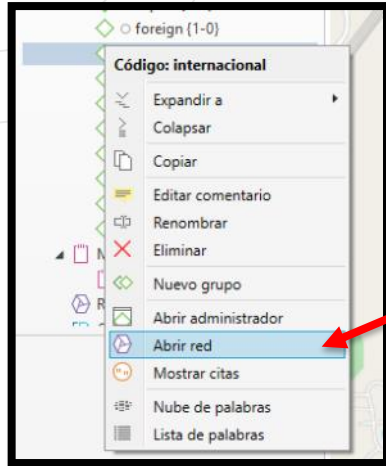 foreign {1-0}
Código: internacional
Expandir a
Colapsar
Copiar
Editar comentario
Renombrar
Eliminar
Nuevo grupo
Abrir administrador
Abrir red
Mostrar citas
Nube de palabras
Lista de palabras